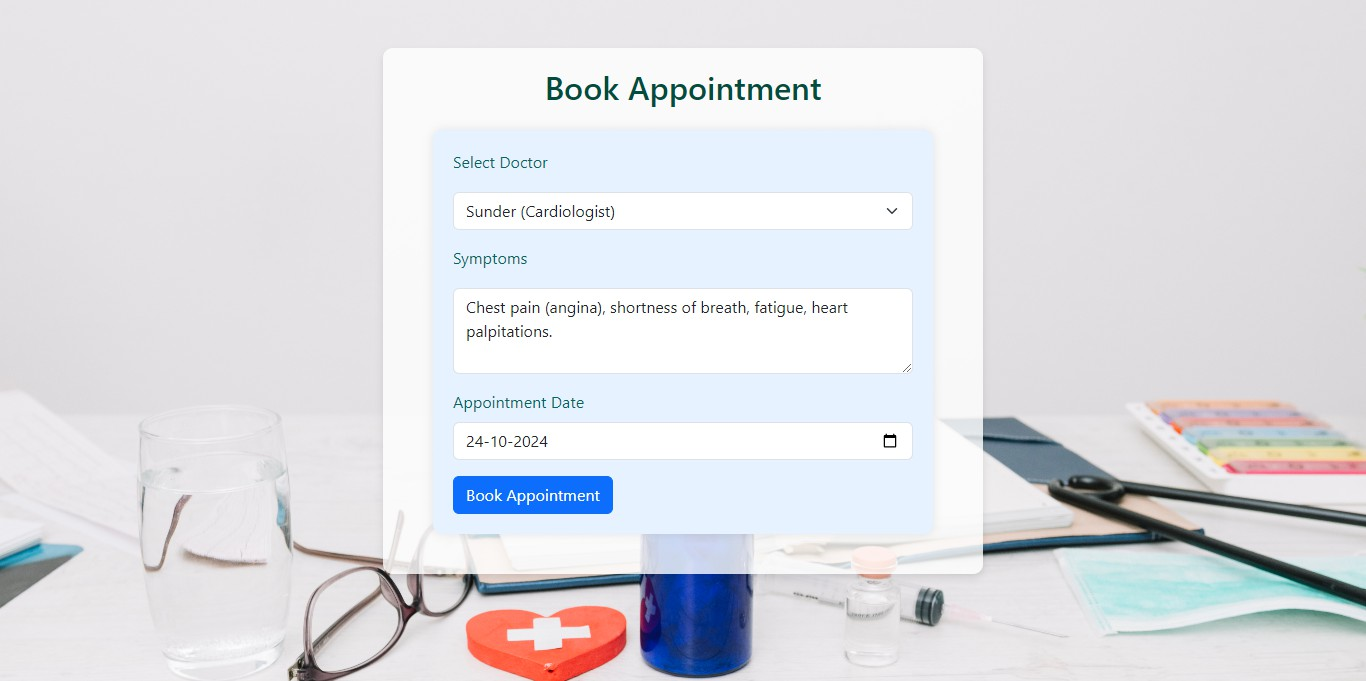 Book Appointment
Select Doctor
Sunder (Cardiologist)
Symptoms
Chest pain (angina), shortness of breath, fatigue, heart
palpitations.
Appointment Date
24-10-2024
Book Appointment